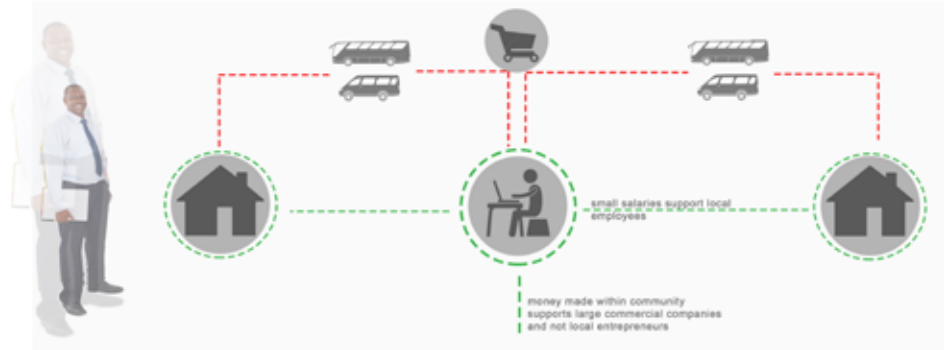 small salaries support local
employees
money made within community
supports large commercial companies
and not local entrepreneurs